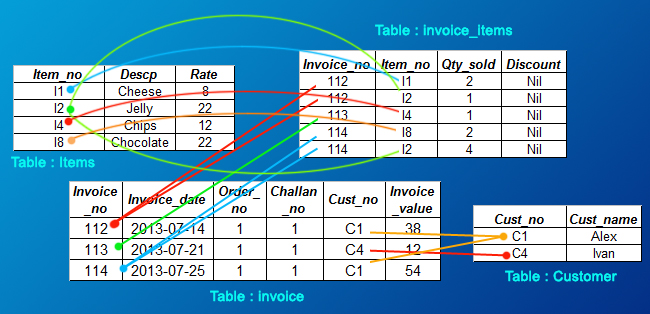 Table : invoice_items
Invoice_no Item_no Qty_sold Discount
112 I1 2 Nil
112 I2 1 Nil
113 I4 1 Nil
114 I8 2 Nil
114 I2 4 Nil
Item_no Descp Rate
I1 Cheese 8
I2 Jelly 22
I4 Chips 12
I8 Chocolate 22
Table : Items
Invoice _no Invoice_date Order_ no Challan _no Cust_no Invoice _value
112 2013-07-14 1 1 C1 38
113 2013-07-21 1 1 C4 12
114 2013-07-25 1 1 C1 54
Table : invoice
Cust_no Cust_name
C1 Alex
C4 Ivan
Table : Customer